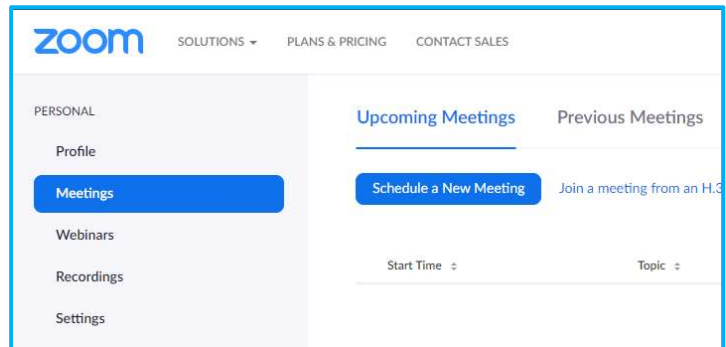 zoom SOLUTIONS PLANS & PRICING CONTACT SALES
PERSONAL
Profile
Meetings
Webinars
Recordings
Settings
Upcoming Meetings Previous Meetings
Schedule a New Meeting Join a meeting from an
Start Time Topic